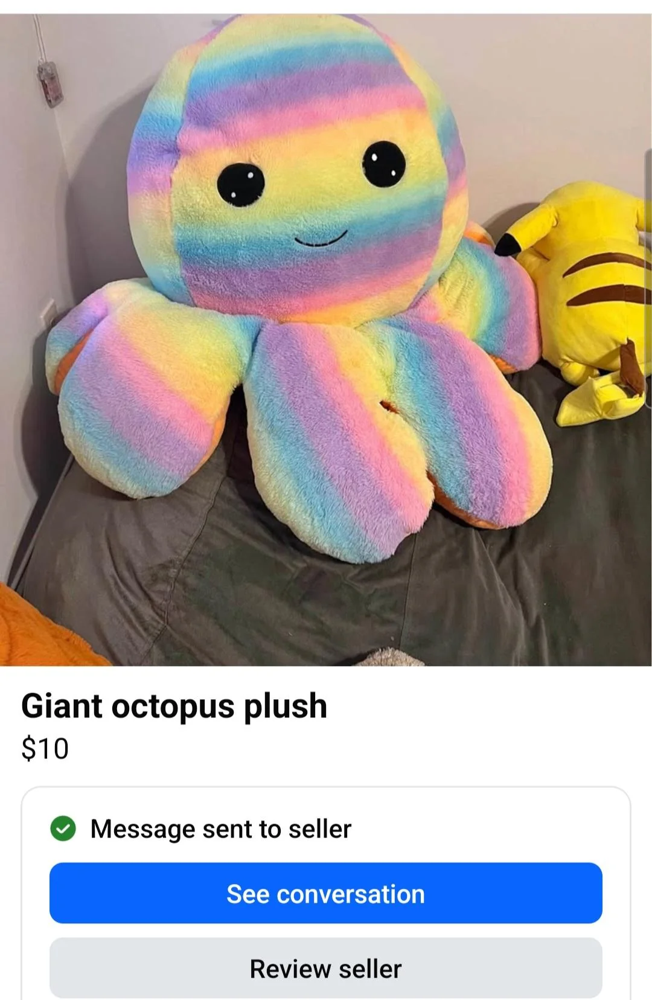 Giant octopus plush
$10
Message sent to seller
See conversation
Review seller